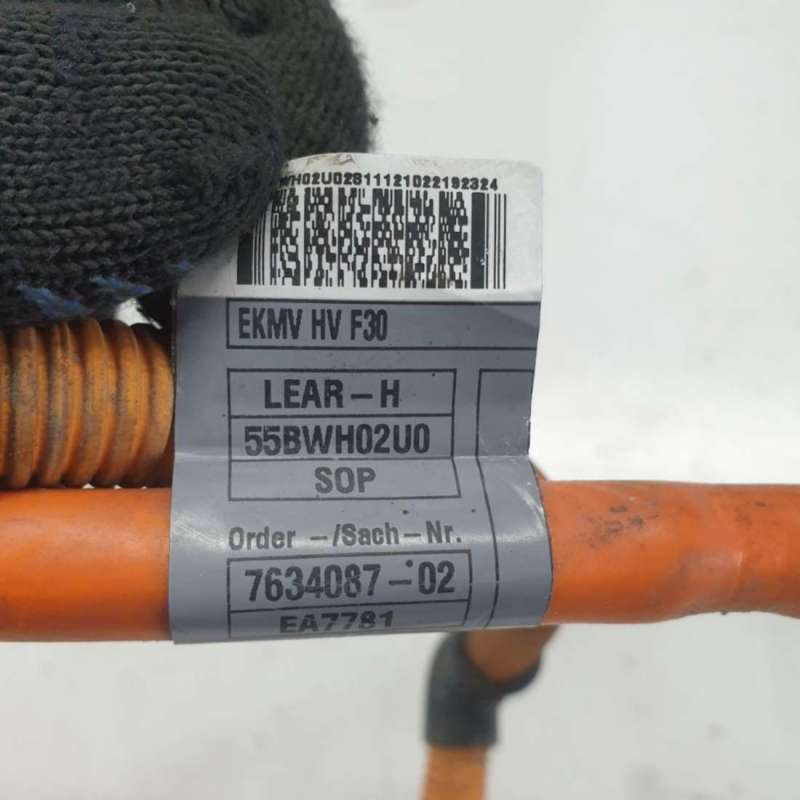 WH02U02811121022192324
EKMV HV F30
LEAR-H
55BWH02U0
SOP
Order -/Sach-Nr.
7634087-02
EA7781